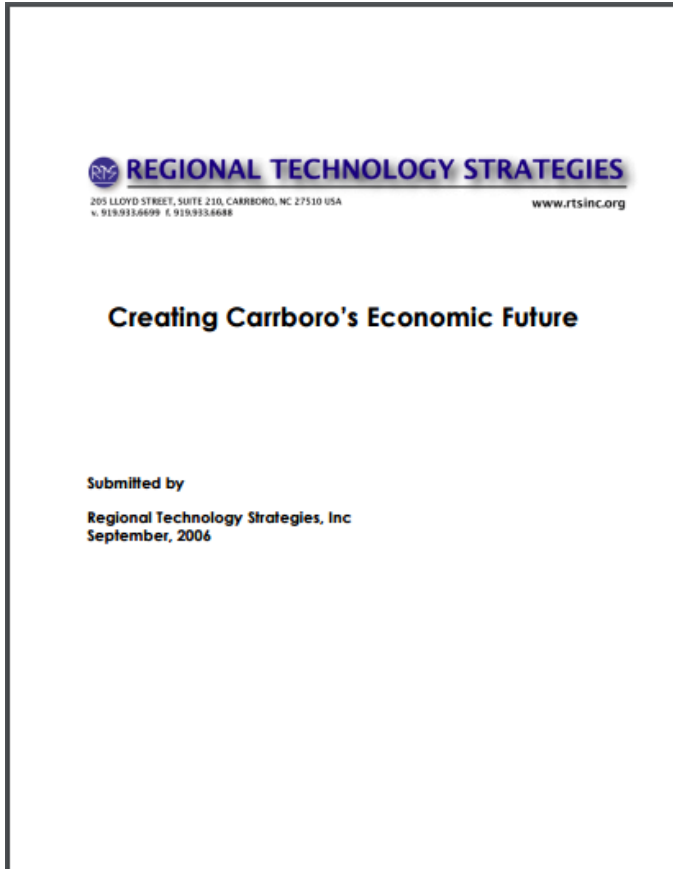 RTS REGIONAL TECHNOLOGY STRATEGIES
205 LLOYD STREET, SUITE 210, CARRBORO, NC 27510 USA
www.rtsinc.org
v. 919.933.6699 f. 919.933.6688
Creating Carrboro's Economic Future
Submitted by
Regional Technology Strategies, Inc
September, 2006